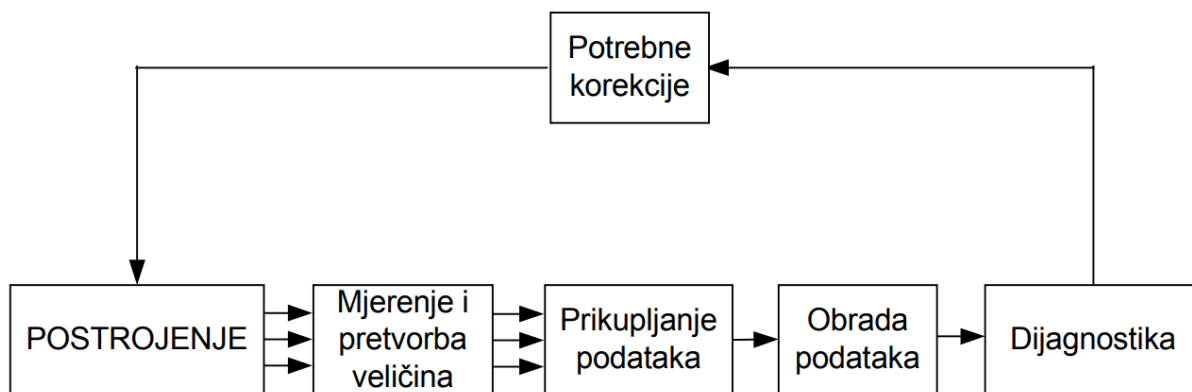 Potrebne
korekcije
POSTROJENJE
Mjerenje i
pretvorba
veličina
Prikupljanje
podataka
Obrada
podataka
Dijagnostika